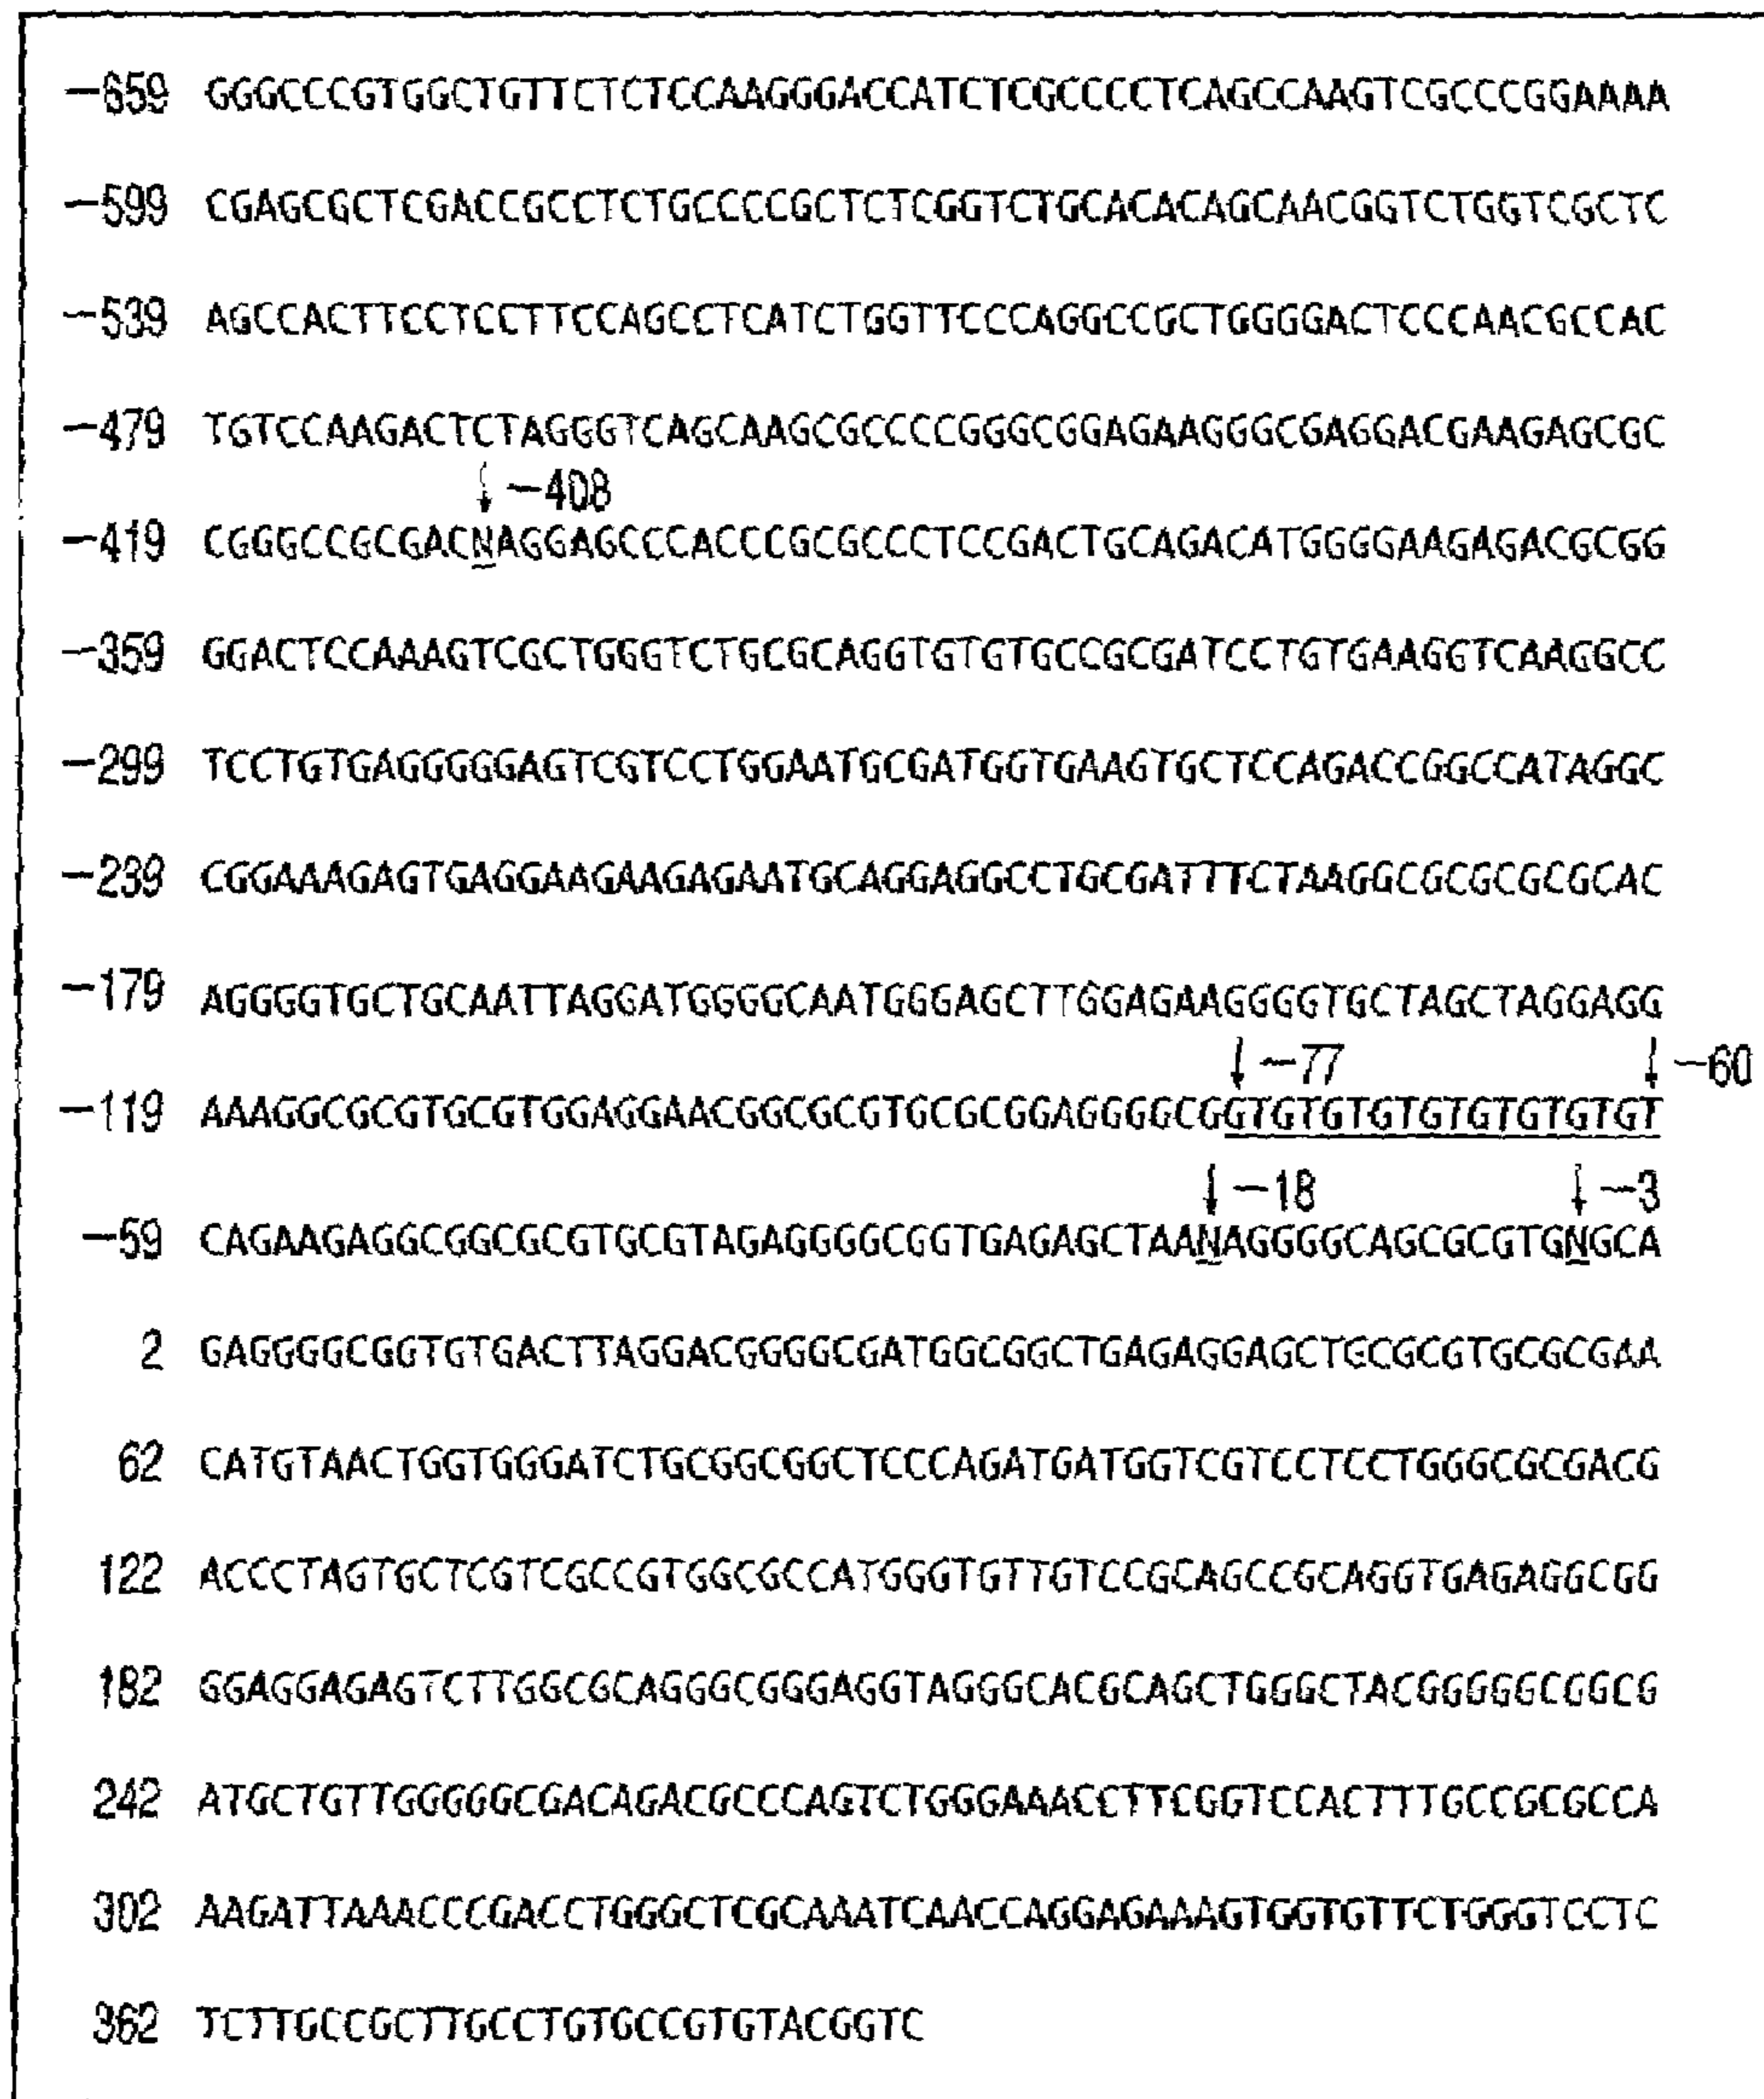 −659 GGGCCCGTGGCTGTTCTCTCCAAGGGACCATCTCGCCCCTCAGCCAAGTCGCCCGGAAAA
−599 CGAGCGCTCGACCGCCTCTGCCCCGCTCTCGGTCTGCACACAGCAACGGTCTGGTCGCTC
−539 AGCCACTTCCTCCTTCCAGCCTCATCTGGTTCCCAGGCCGCTGGGGACTCCCAACGCCAC
−479 TGTCCAAGACTCTAGGGTCAGCAAGCGCCCCGGGCGGAGAAGGGCGAGGACGAAGAGCGC
↓ −408
−419 CGGGCCGCGACNAGGAGCCCACCCGCGCCCTCCGACTGCAGACATGGGGAAGAGACGCGG
−359 GGACTCCAAAGTCGCTGGGTCTGCGCAGGTGTGTGCCGCGATCCTGTGAAGGTCAAGGCC
−299 TCCTGTGAGGGGGAGTCGTCCTGGAATGCGATGGTGAAGTGCTCCAGACCGGCCATAGGC
−239 CGGAAAGAGTGAGGAAGAAGAGAATGCAGGAGGCCTGCGATTTCTAAGGCGCGCGCGCAC
−179 AGGGGTGCTGCAATTAGGATGGGGCAATGGGAGCTTGGAGAAGGGGTGCTAGCTAGGAGG
↓ −77 ↓ −60
−119 AAAGGCGCGTGCGTGGAGGAACGGCGCGTGCGCGGAGGGGCGGTGTGTGTGTGTGTGTGT
↓ −18 ↓ −3
−59 CAGAAGAGGCGGCGCGTGCGTAGAGGGGCGGTGAGAGCTAANAGGGGCAGCGCGTGNGCA
2 GAGGGGCGGTGTGACTTAGGACGGGGCGATGGCGGCTGAGAGGAGCTGCGCGTGCGCGAA
62 CATGTAACTGGTGGGATCTGCGGCGGCTCCCAGATGATGGTCGTCCTCCTGGGCGCGACG
122 ACCCTAGTGCTCGTCGCCGTGGCGCCATGGGTGTTGTCCGCAGCCGCAGGTGAGAGGCGG
182 GGAGGAGAGTCTTGGCGCAGGGCGGGAGGTAGGGCACGCAGCTGGGCTACGGGGGCGGCG
242 ATGCTGTTGGGGGCGACAGACGCCCAGTCTGGGAAACCTTCGGTCCACTTTGCCGCGCCA
302 AAGATTAAACCCGACCTGGGCTCGCAAATCAACCAGGAGAAAGTGGTGTTCTGGGTCCTC
362 TCTTGCCGCTTGCCTGTGCCGTGTACGGTC